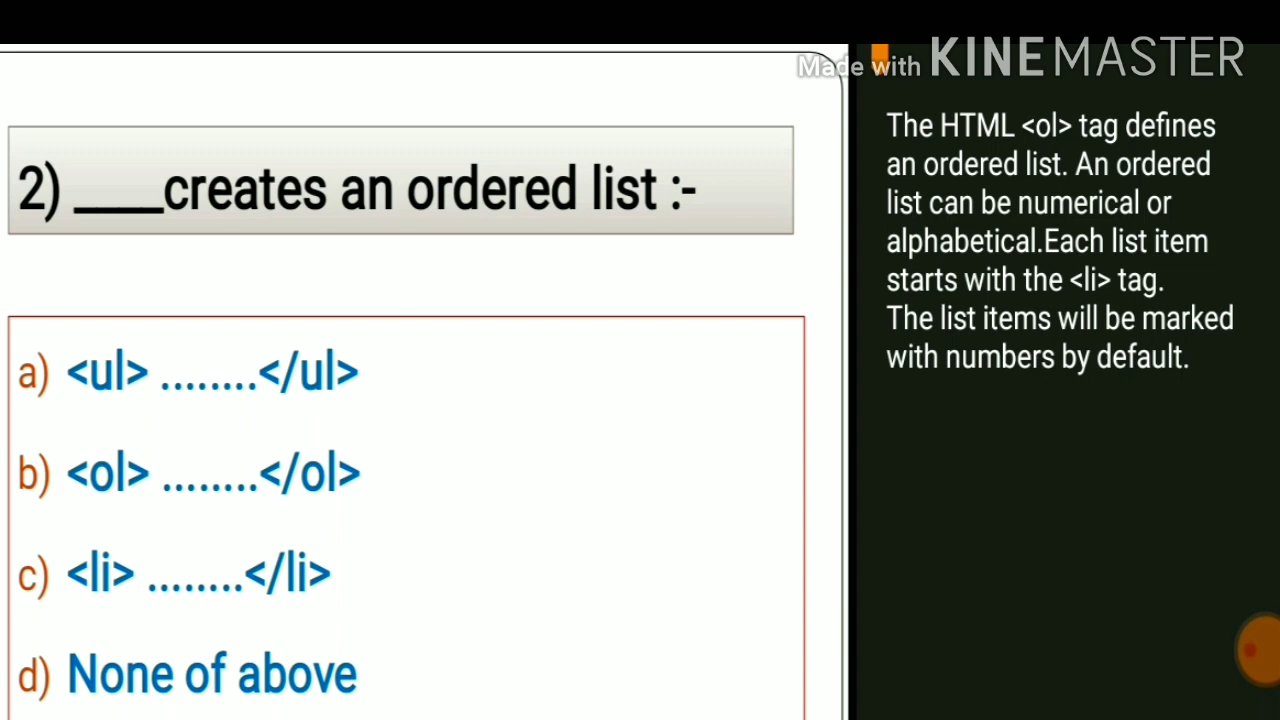 Made with KINEMASTER
2) ____creates an ordered list :-
a) <ul> ........</ul>
b) <ol> ........</ol>
c) <li> ........</li>
d) None of above
The HTML <ol> tag defines
an ordered list. An ordered
list can be numerical or
alphabetical.Each list item
starts with the <li> tag.
The list items will be marked
with numbers by default.